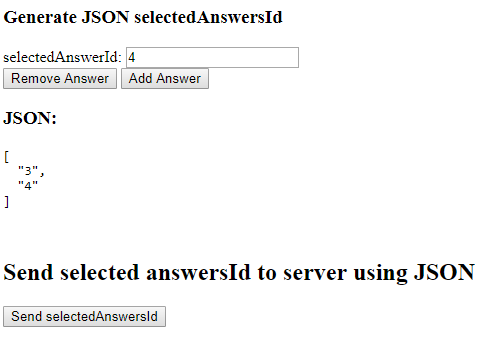 Generate JSON selectedAnswersId
selectedAnswerId: 4
Remove Answer Add Answer
JSON:
[
"3",
"4"
]
Send selected answersId to server using JSON
Send selectedAnswersId